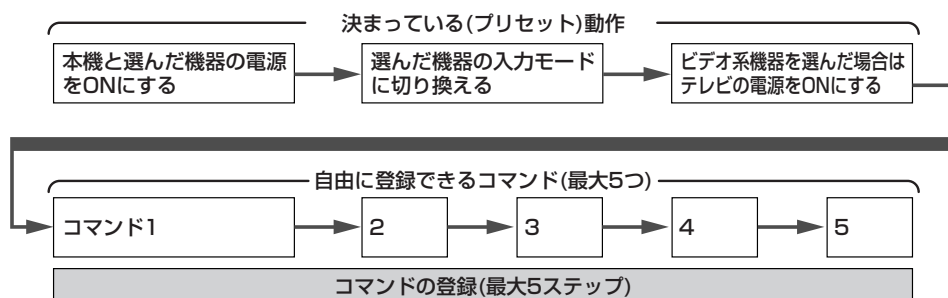 決まっている(プリセット)動作
本機と選んだ機器の電源
をONにする
選んだ機器の入力モード
に切り換える
ビデオ系機器を選んだ場合は
テレビの電源をONにする
自由に登録できるコマンド(最大5つ)
コマンド1
2
3
4
5
コマンドの登録(最大5ステップ)